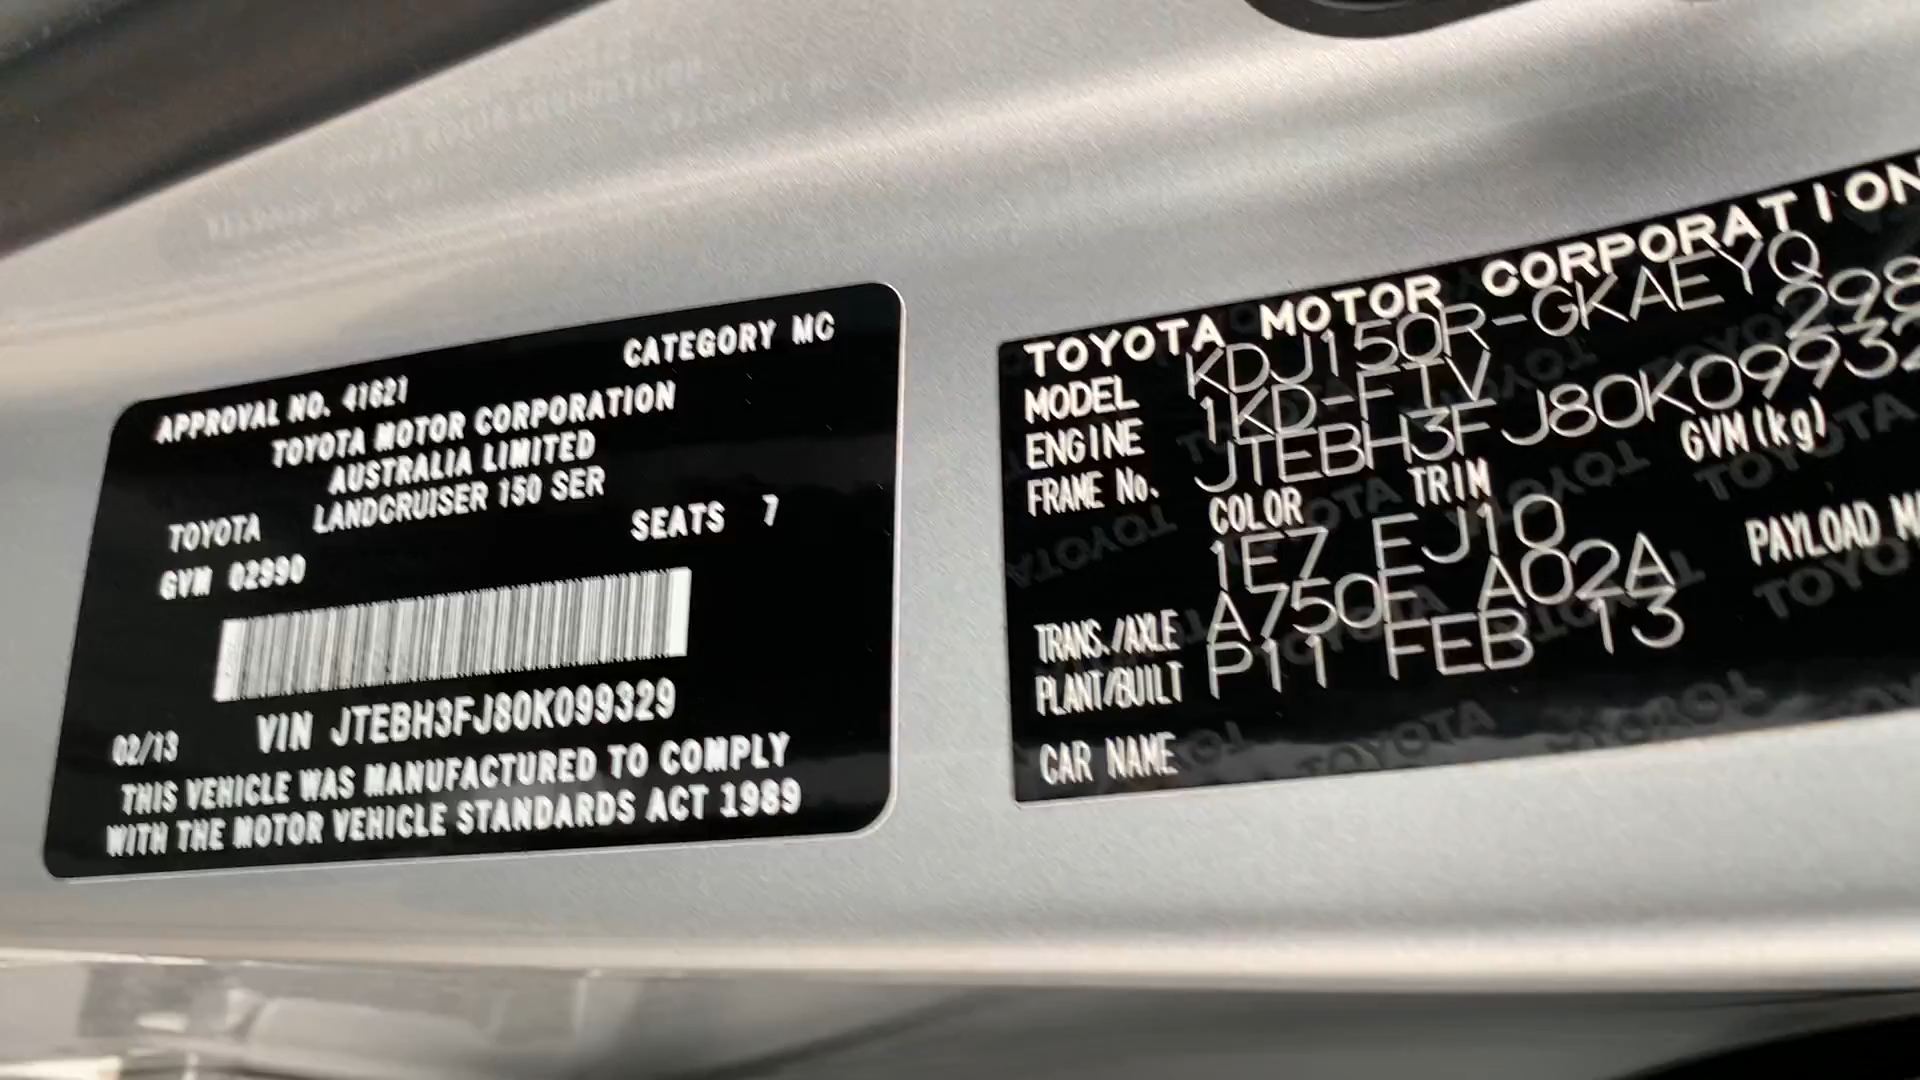 APPROVAL NO. 41621 CATEGORY MC
TOYOTA MOTOR CORPORATION
AUSTRALIA LIMITED
TOYOTA LANDCRUISER 150 SER
GVM 02990 SEATS 7
02/13 VIN JTEBH3FJ80K099329
THIS VEHICLE WAS MANUFACTURED TO COMPLY
WITH THE MOTOR VEHICLE STANDARDS ACT 1989
TOYOTA MOTOR CORPORATION
MODEL KDJ150R-GKAEYQ
ENGINE 1KD-FTV 298
FRAME No. JTEBH3FJ80K09932
COLOR TRIM GVM(kg)
1E7 FJ10
TRANS./AXLE A750F A02A PAYLOAD
PLANT/BUILT P11 FEB 13
CAR NAME